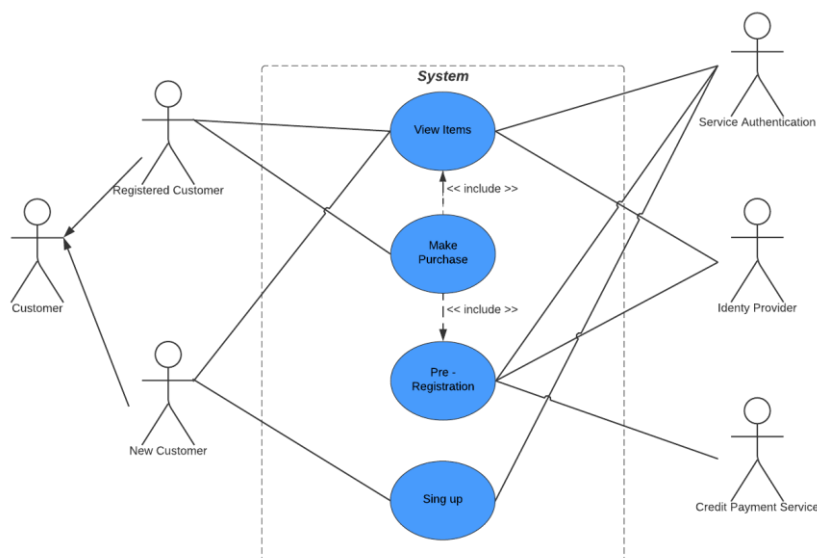 System
View Items
Service Authentication
Registered Customer
<< include >>
Make
Purchase
Customer
Identy Provider
<< include >>
Pre -
Registration
New Customer
Sing up
Credit Payment Service